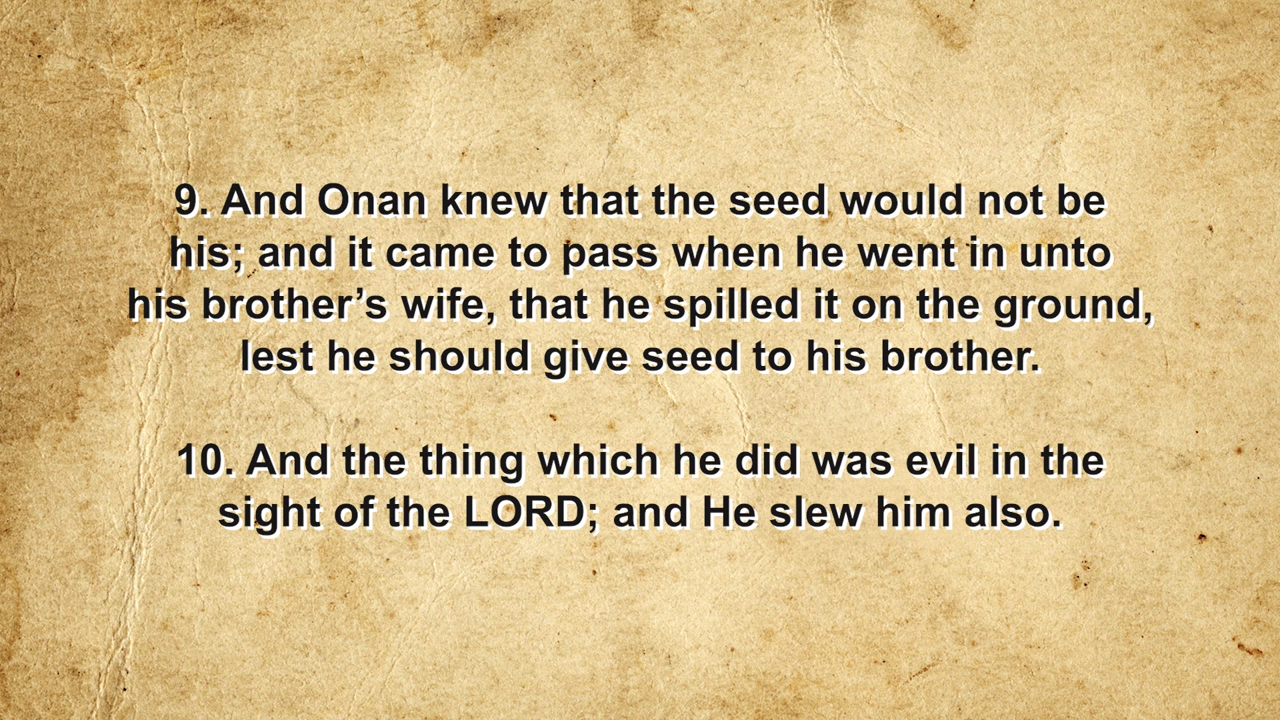 9. And Onan knew that the seed would not be
his; and it came to pass when he went in unto
his brother’s wife, that he spilled it on the ground,
lest he should give seed to his brother.
10. And the thing which he did was evil in the
sight of the LORD; and He slew him also.